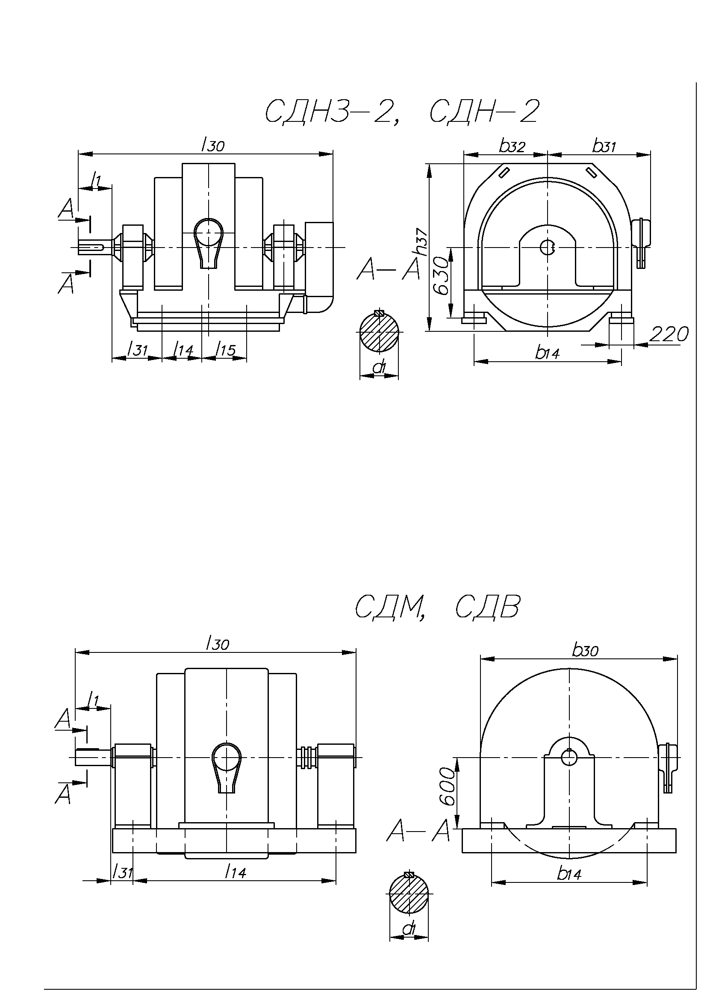 СДНЗ-2, СДН-2
l30
b32 b31
l1
А
h37
А-А
630
А
220
l31 l14 l15
b14
d1
СДМ, СДВ
l30
b30
l1
А
600
А
А-А
l31 l14
b14
d1